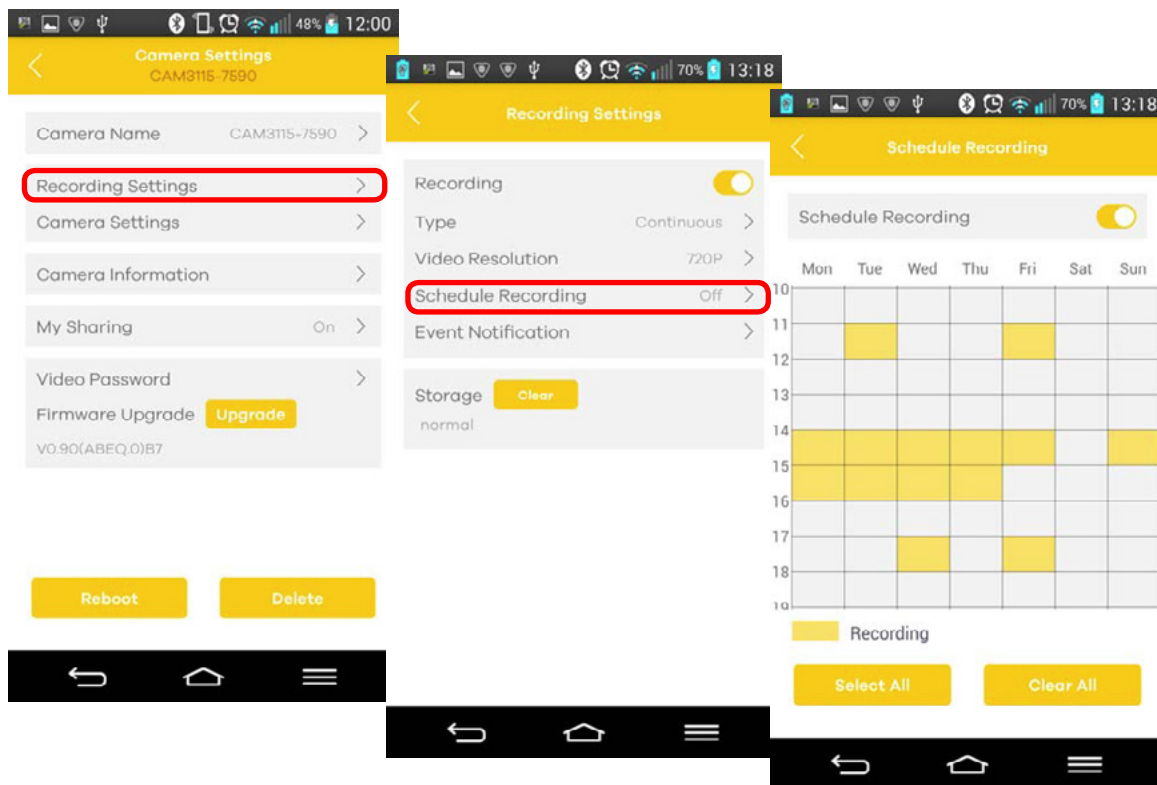 48% 12:00
Camera Settings
CAM3115-7590
Camera Name CAM3115-7590
Recording Settings
Camera Settings
Camera Information
My Sharing On
Video Password
Firmware Upgrade Upgrade
V0.90(ABEQ.0)B7
Reboot Delete
70% 13:18
Recording Settings
Recording
Type Continuous
Video Resolution 720P
Schedule Recording Off
Event Notification
Storage Clear
normal
70% 13:18
Schedule Recording
Schedule Recording
Mon Tue Wed Thu Fri Sat Sun
10
11
12
13
14
15
16
17
18
19
Recording
Select All Clear All